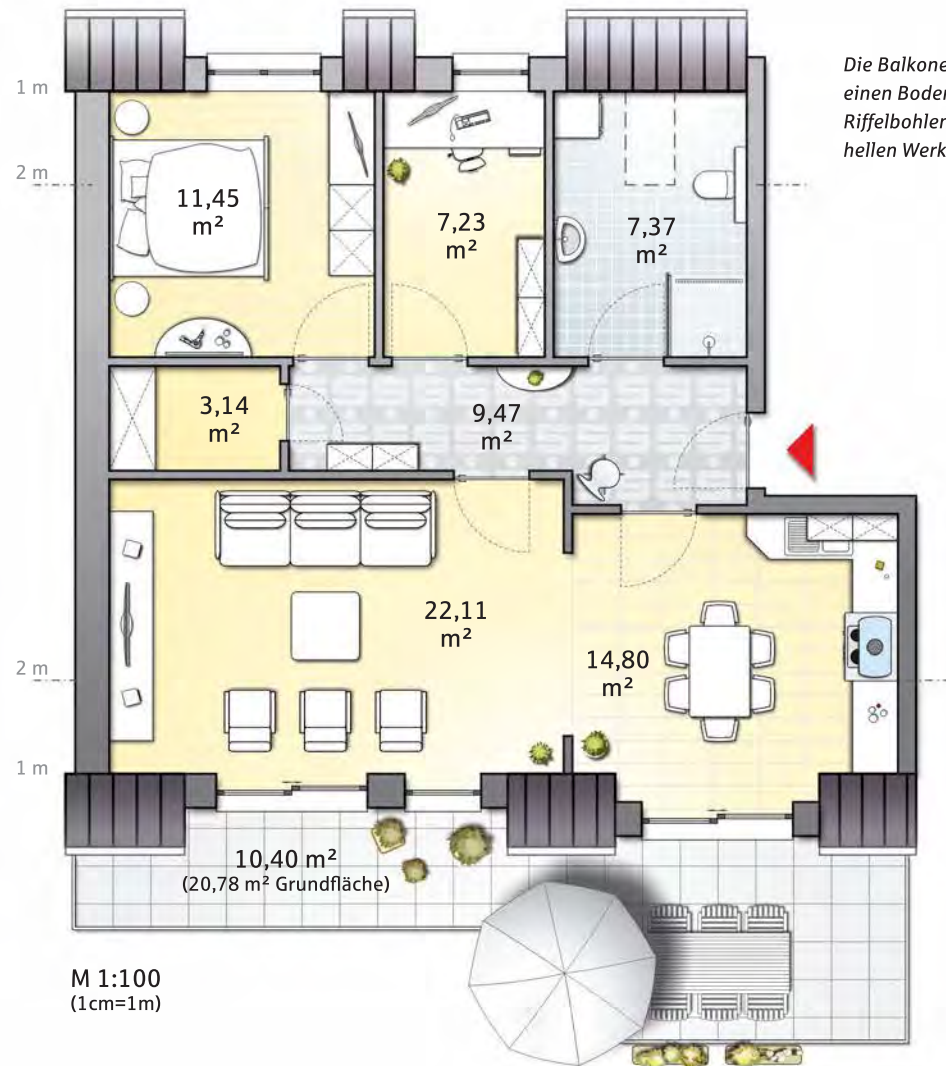 1 m
Die Balkone
einen Boden
Riffelbohlen
hellen Werk
2 m
11,45
m²
7,23
m²
7,37
m²
3,14
m²
9,47
m²
22,11
m²
14,80
m²
2 m
1 m
10,40 m²
(20,78 m² Grundfläche)
M 1:100
(1cm=1m)